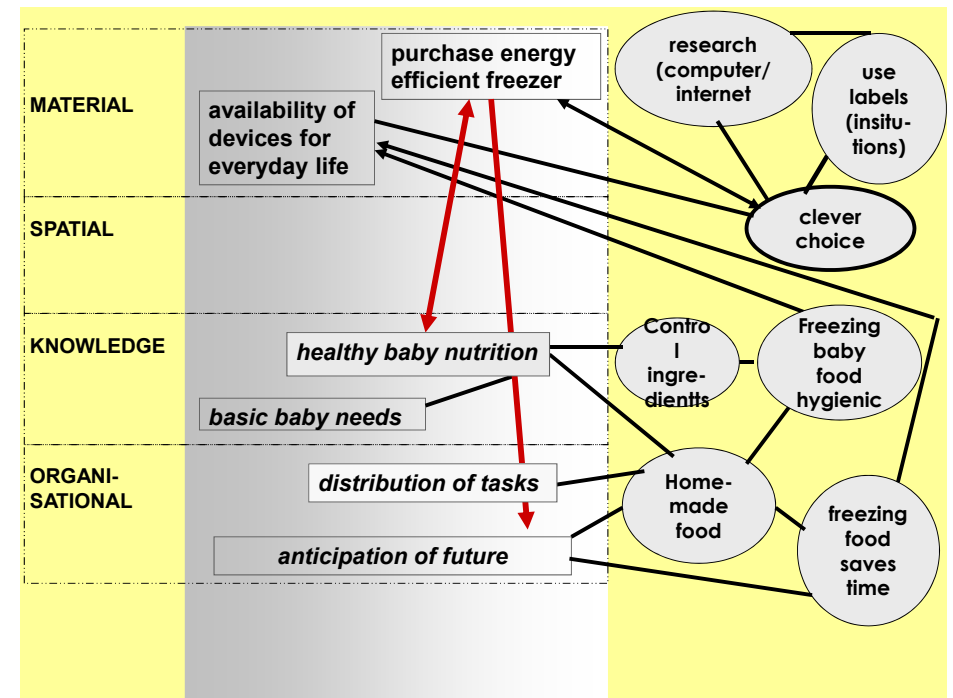 purchase energy
efficient freezer
MATERIAL
availability of
devices for
everyday life
research
(computer/
internet
use
labels
(insitu-
tions)
clever
choice
SPATIAL
KNOWLEDGE
healthy baby nutrition
basic baby needs
Contro
l
ingre-
dientts
Freezing
baby
food
hygienic
ORGANI-
SATIONAL
distribution of tasks
anticipation of future
Home-
made
food
freezing
food
saves
time